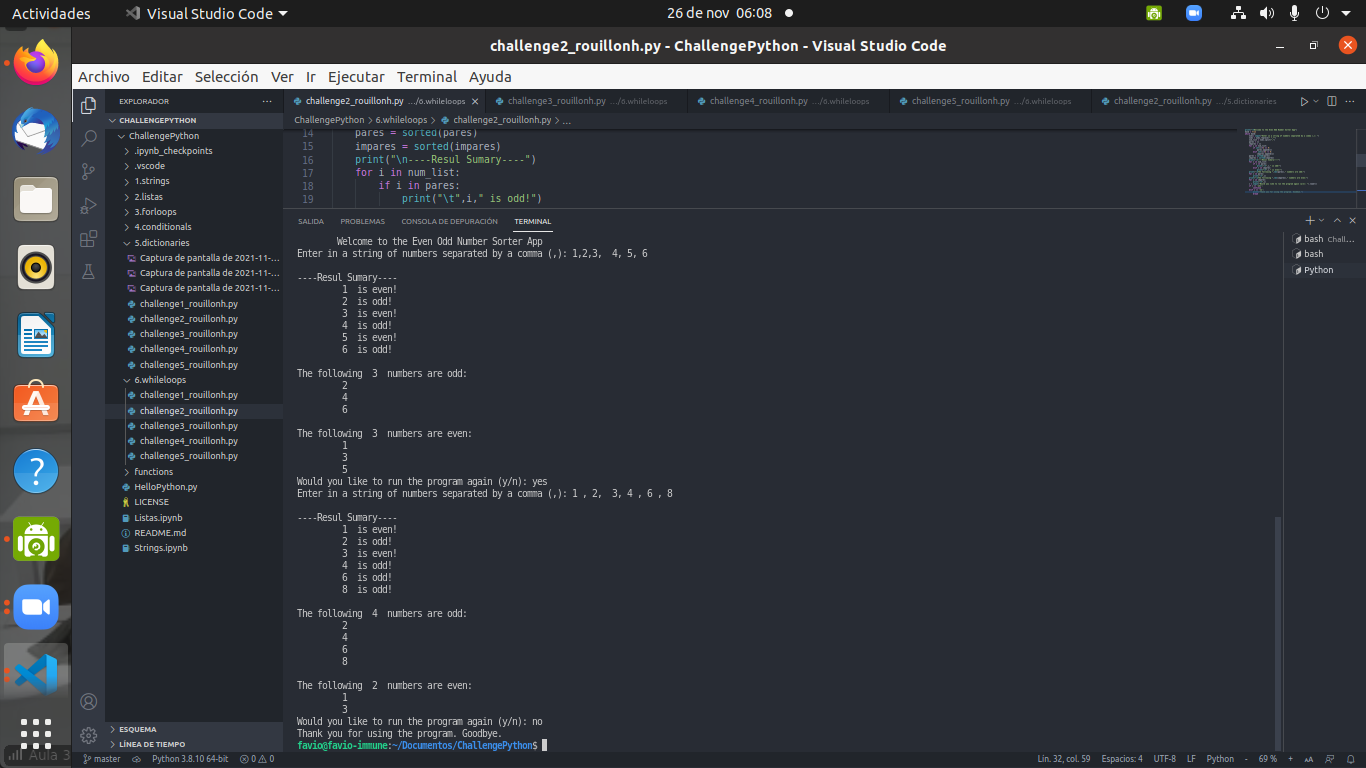 Actividades
Visual Studio Code
26 de nov 06:08
challenge2_rouillonh.py - ChallengePython - Visual Studio Code
Archivo Editar Selección Ver Ir Ejecutar Terminal Ayuda
EXPLORADOR
CHALLENGEPYTHON
ChallengePython
.ipynb_checkpoints
.vscode
1.strings
2.listas
3.forloops
4.conditionals
5.dictionaries
Captura de pantalla de 2021-11-...
Captura de pantalla de 2021-11-...
Captura de pantalla de 2021-11-...
challenge1_rouillonh.py
challenge2_rouillonh.py
challenge3_rouillonh.py
challenge4_rouillonh.py
challenge5_rouillonh.py
6.whileloops
challenge1_rouillonh.py
challenge2_rouillonh.py
challenge3_rouillonh.py
challenge4_rouillonh.py
challenge5_rouillonh.py
functions
HelloPython.py
LICENSE
Listas.ipynb
README.md
Strings.ipynb
ESQUEMA
LÍNEA DE TIEMPO
challenge2_rouillonh.py .../6.whileloops
challenge3_rouillonh.py .../6.whileloops
challenge4_rouillonh.py .../6.whileloops
challenge5_rouillonh.py .../6.whileloops
challenge2_rouillonh.py .../5.dictionaries
ChallengePython > 6.whileloops > challenge2_rouillonh.py > ...
14 pares = sorted(pares)
15 impares = sorted(impares)
16 print("\n----Resul Sumary----")
17 for i in num_list:
18 if i in pares:
19 print("\t",i," is odd!")
SALIDA PROBLEMAS CONSOLA DE DEPURACIÓN TERMINAL
Welcome to the Even Odd Number Sorter App
Enter in a string of numbers separated by a comma (,): 1,2,3, 4, 5, 6
----Resul Sumary----
1 is even!
2 is odd!
3 is even!
4 is odd!
5 is even!
6 is odd!
The following 3 numbers are odd:
2
4
6
The following 3 numbers are even:
1
3
5
Would you like to run the program again (y/n): yes
Enter in a string of numbers separated by a comma (,): 1 , 2, 3, 4 , 6 , 8
----Resul Sumary----
1 is even!
2 is odd!
3 is even!
4 is odd!
6 is odd!
8 is odd!
The following 4 numbers are odd:
2
4
6
8
The following 2 numbers are even:
1
3
Would you like to run the program again (y/n): no
Thank you for using the program. Goodbye.
favio@favio-immune:~/Documentos/ChallengePython$
bash Chall...
bash
Python
Aula 3
master
Python 3.8.10 64-bit
0 0
Lín. 32, col. 59
Espacios: 4
UTF-8
LF
Python
- 69 % +